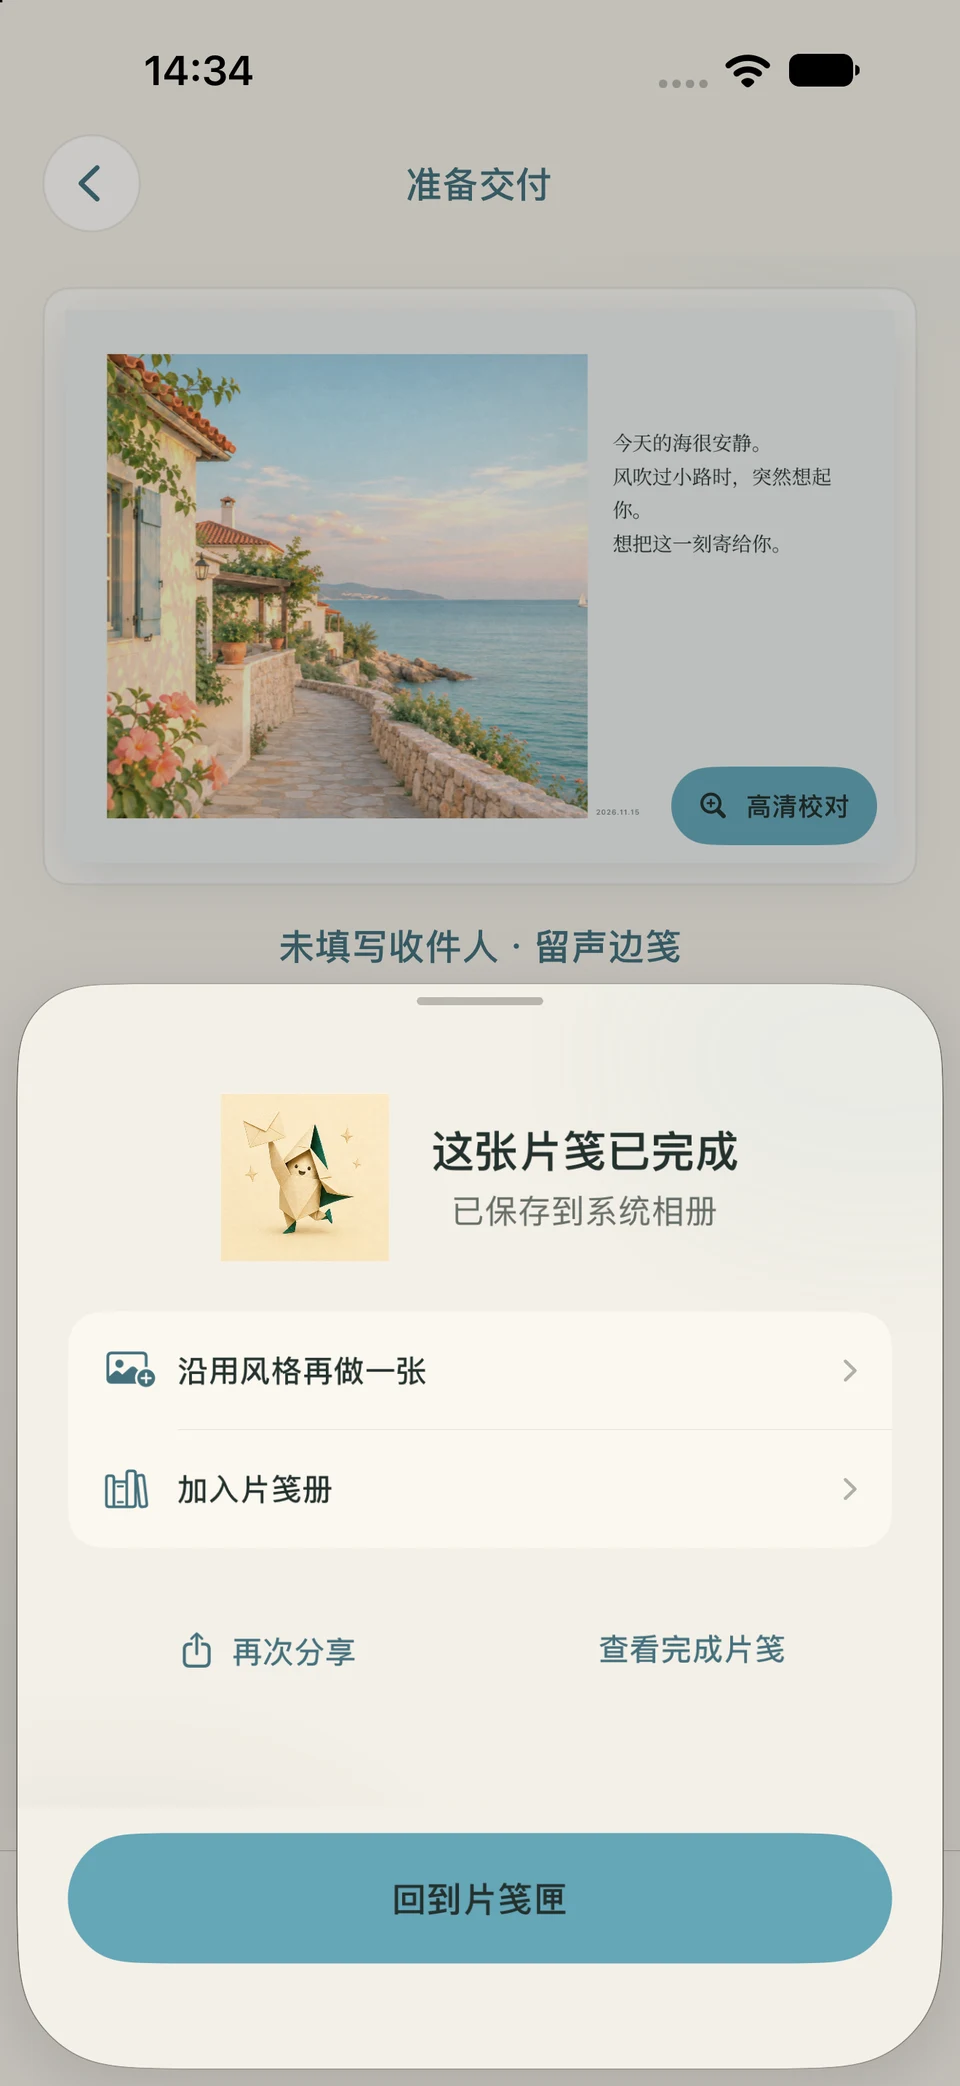 14:34
准备交付
今天的海很安静。
风吹过小路时，突然想起
你。
想把这一刻寄给你。
2026.11.15
高清校对
未填写收件人 · 留声边笺
这张片笺已完成
已保存到系统相册
沿用风格再做一张
加入片笺册
再次分享
查看完成片笺
回到片笺匣